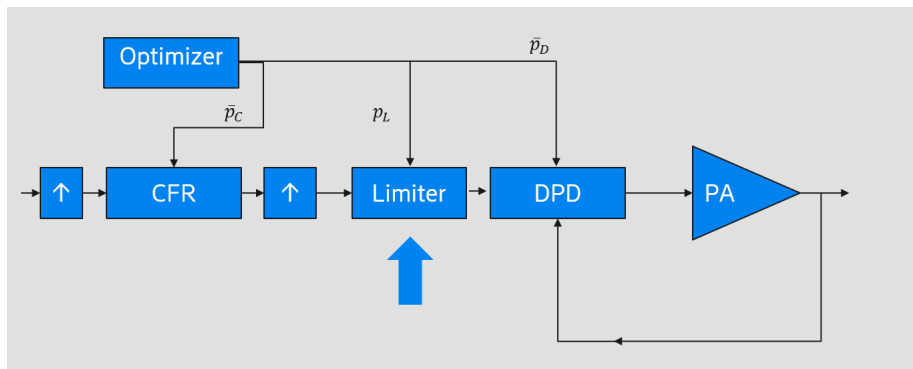 Optimizer
p̄_D
p̄_C
p_L
↑
CFR
↑
Limiter
DPD
PA